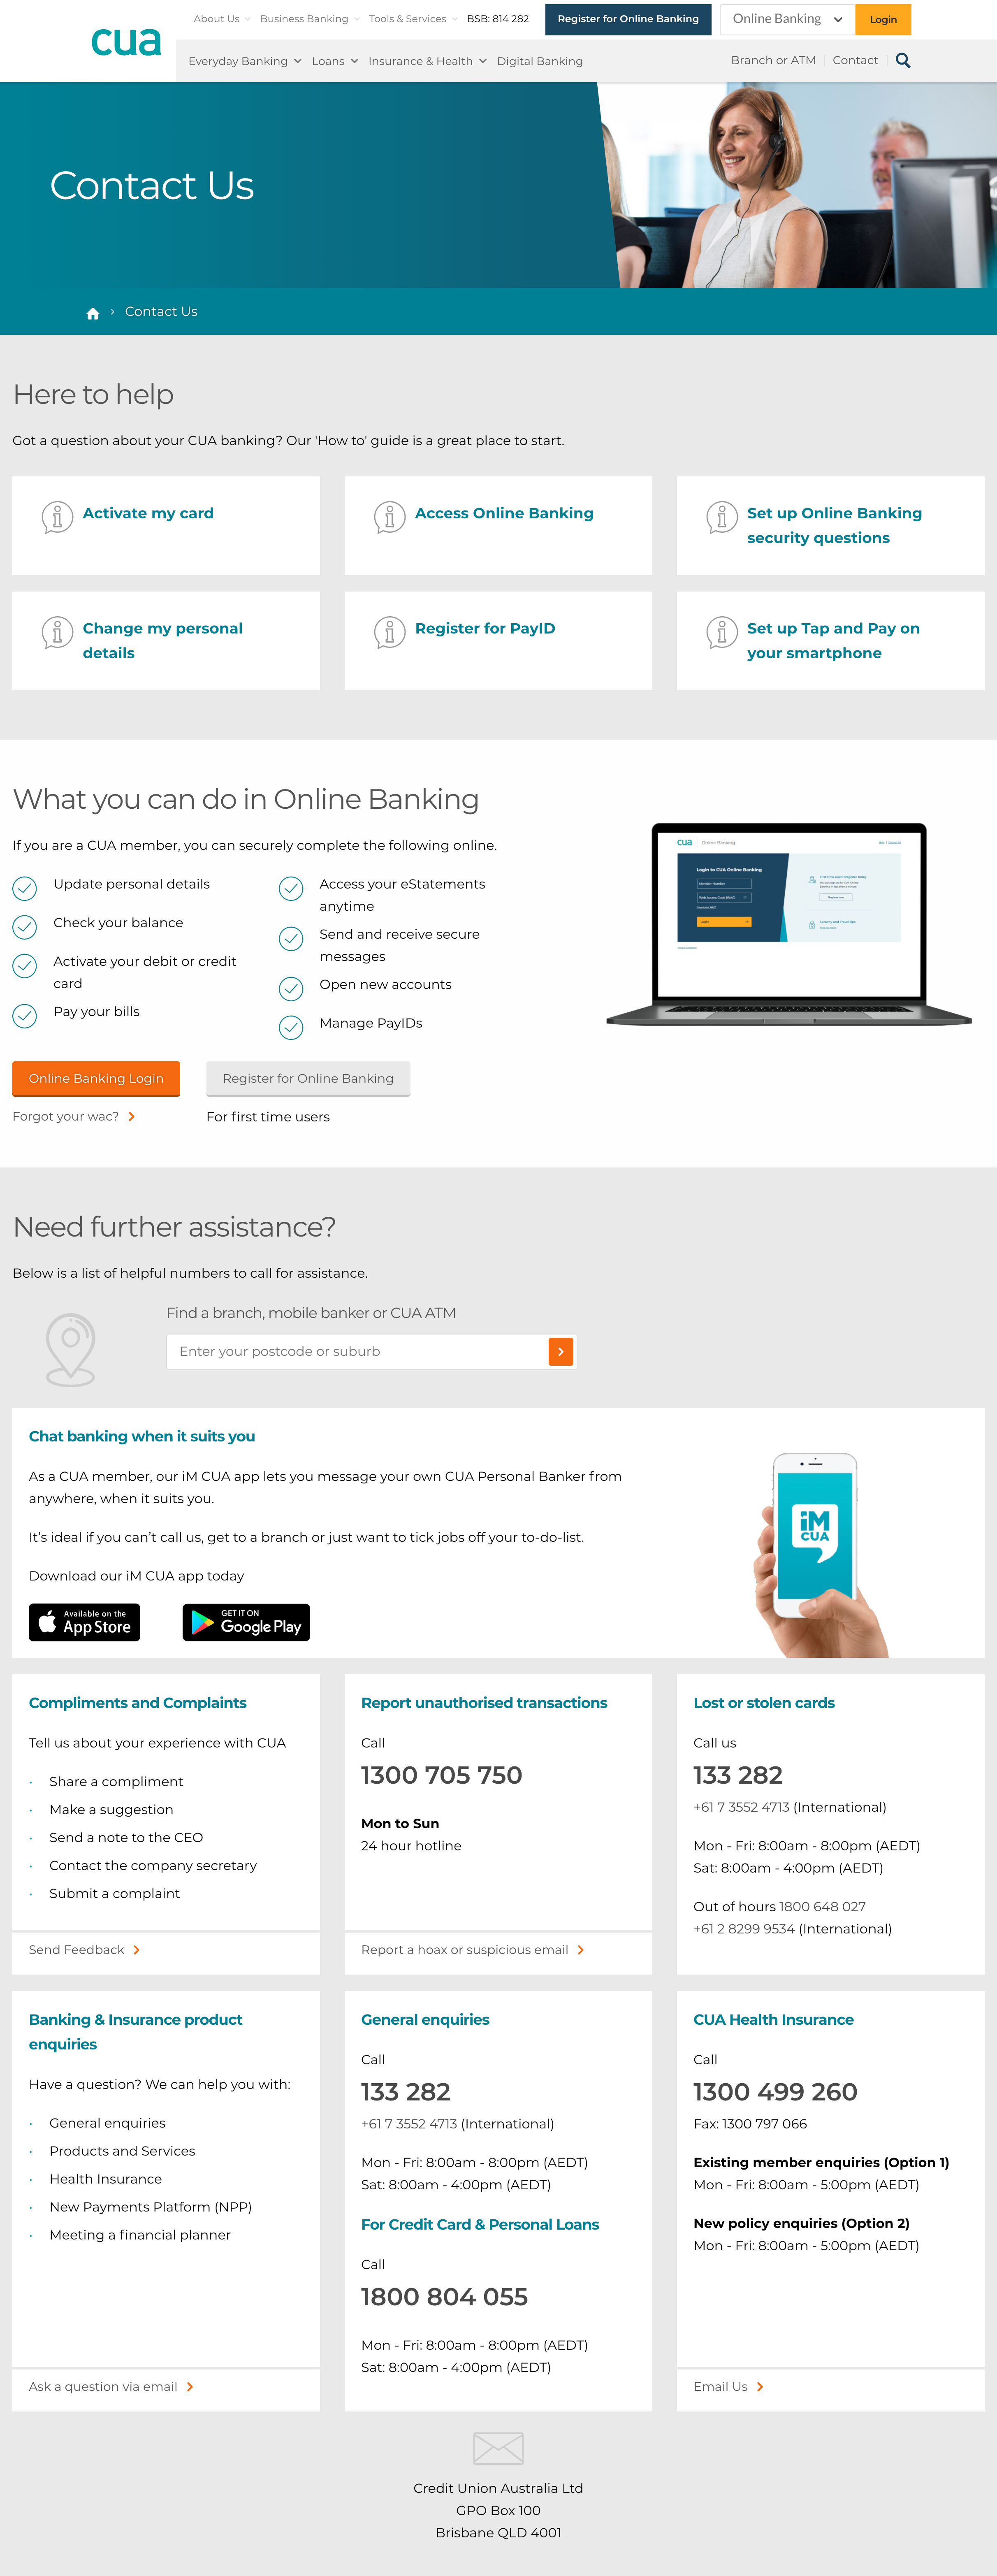 About Us
Business Banking
Tools & Services
BSB: 814 282
Register for Online Banking
Online Banking
Login
cua
Everyday Banking
Loans
Insurance & Health
Digital Banking
Branch or ATM
Contact
Contact Us
Contact Us
Here to help
Got a question about your CUA banking? Our 'How to' guide is a great place to start.
Activate my card
Access Online Banking
Set up Online Banking
security questions
Change my personal
details
Register for PayID
Set up Tap and Pay on
your smartphone
What you can do in Online Banking
If you are a CUA member, you can securely complete the following online.
Update personal details
Check your balance
Activate your debit or credit
card
Pay your bills
Access your eStatements
anytime
Send and receive secure
messages
Open new accounts
Manage PayIDs
cua
Online Banking
Login to CUA Online Banking
Online Banking Login
Forgot your wac?
Register for Online Banking
For first time users
Need further assistance?
Below is a list of helpful numbers to call for assistance.
Find a branch, mobile banker or CUA ATM
Enter your postcode or suburb
Chat banking when it suits you
As a CUA member, our iM CUA app lets you message your own CUA Personal Banker from
anywhere, when it suits you.
It's ideal if you can't call us, get to a branch or just want to tick jobs off your to-do-list.
Download our iM CUA app today
Available on the
App Store
GET IT ON
Google Play
iM
CUA
Compliments and Complaints
Tell us about your experience with CUA
Share a compliment
Make a suggestion
Send a note to the CEO
Contact the company secretary
Submit a complaint
Send Feedback
Report unauthorised transactions
Call
1300 705 750
Mon to Sun
24 hour hotline
Report a hoax or suspicious email
Lost or stolen cards
Call us
133 282
+61 7 3552 4713 (International)
Mon - Fri: 8:00am - 8:00pm (AEDT)
Sat: 8:00am - 4:00pm (AEDT)
Out of hours 1800 648 027
+61 2 8299 9534 (International)
Banking & Insurance product
enquiries
Have a question? We can help you with:
General enquiries
Products and Services
Health Insurance
New Payments Platform (NPP)
Meeting a financial planner
Ask a question via email
General enquiries
Call
133 282
+61 7 3552 4713 (International)
Mon - Fri: 8:00am - 8:00pm (AEDT)
Sat: 8:00am - 4:00pm (AEDT)
For Credit Card & Personal Loans
Call
1800 804 055
Mon - Fri: 8:00am - 8:00pm (AEDT)
Sat: 8:00am - 4:00pm (AEDT)
CUA Health Insurance
Call
1300 499 260
Fax: 1300 797 066
Existing member enquiries (Option 1)
Mon - Fri: 8:00am - 5:00pm (AEDT)
New policy enquiries (Option 2)
Mon - Fri: 8:00am - 5:00pm (AEDT)
Email Us
Credit Union Australia Ltd
GPO Box 100
Brisbane QLD 4001